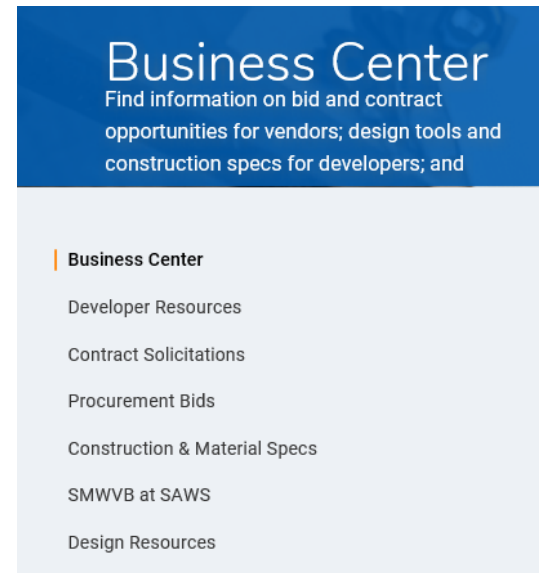 Business Center
Find information on bid and contract
opportunities for vendors; design tools and
construction specs for developers; and
Business Center
Developer Resources
Contract Solicitations
Procurement Bids
Construction & Material Specs
SMWVB at SAWS
Design Resources